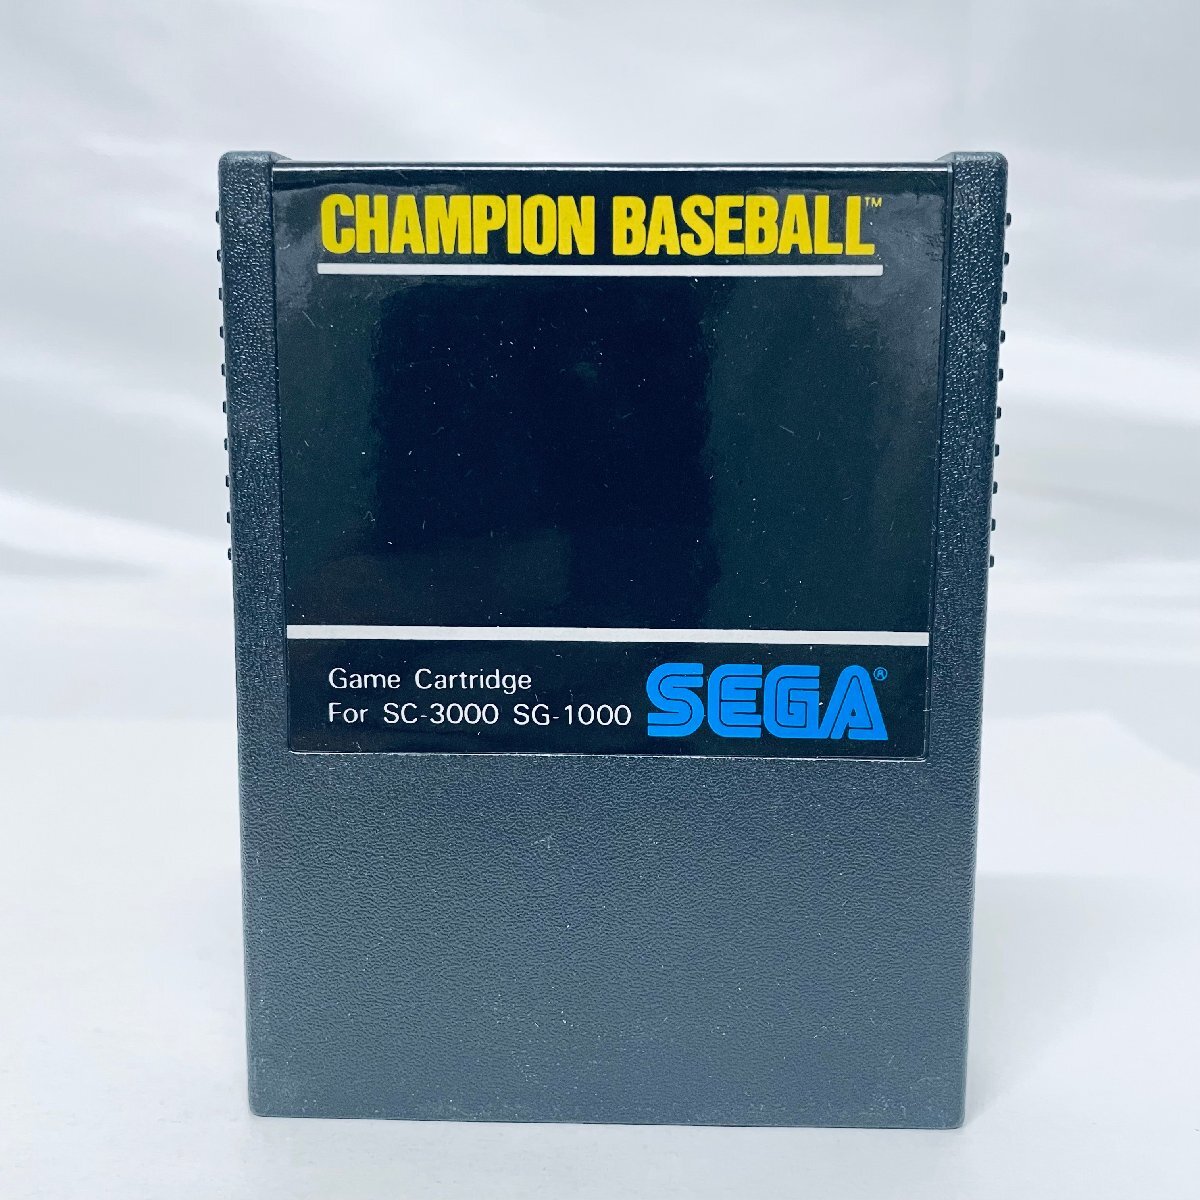 CHAMPION BASEBALL™
Game Cartridge
For SC-3000 SG-1000
SEGA®